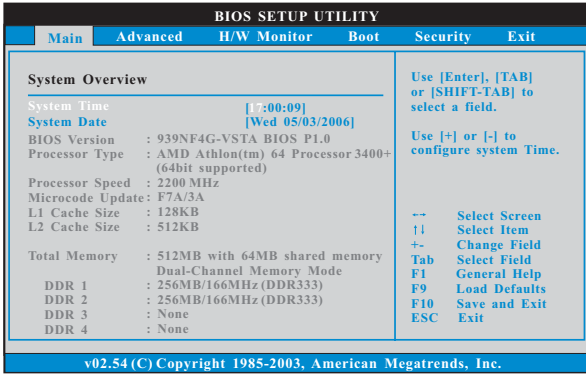 BIOS SETUP UTILITY
Main Advanced H/W Monitor Boot Security Exit
System Overview
System Time [17:00:09]
System Date [Wed 05/03/2006]
BIOS Version : 939NF4G-VSTA BIOS P1.0
Processor Type : AMD Athlon(tm) 64 Processor 3400+
(64bit supported)
Processor Speed : 2200 MHz
Microcode Update : F7A/3A
L1 Cache Size : 128KB
L2 Cache Size : 512KB
Total Memory : 512MB with 64MB shared memory
Dual-Channel Memory Mode
DDR 1 : 256MB/166MHz (DDR333)
DDR 2 : 256MB/166MHz (DDR333)
DDR 3 : None
DDR 4 : None
Use [Enter], [TAB]
or [SHIFT-TAB] to
select a field.
Use [+] or [-] to
configure system Time.
←→ Select Screen
↑↓ Select Item
+- Change Field
Tab Select Field
F1 General Help
F9 Load Defaults
F10 Save and Exit
ESC Exit
v02.54 (C) Copyright 1985-2003, American Megatrends, Inc.